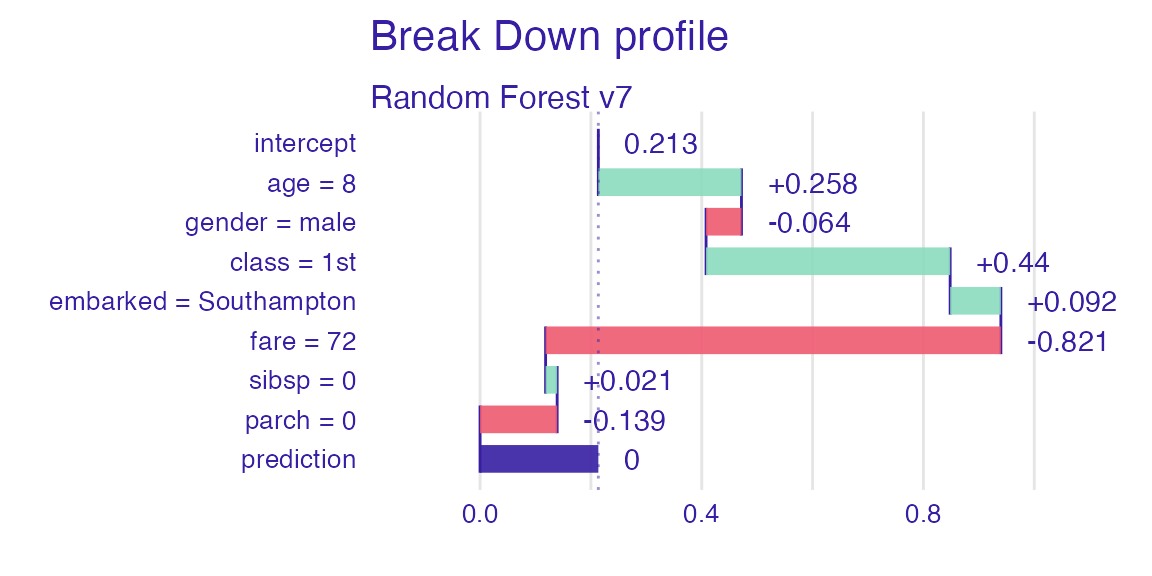 Break Down profile
Random Forest v7
intercept 0.213
age = 8 +0.258
gender = male -0.064
class = 1st +0.44
embarked = Southampton +0.092
fare = 72 -0.821
sibsp = 0 +0.021
parch = 0 -0.139
prediction 0
0.0 0.4 0.8